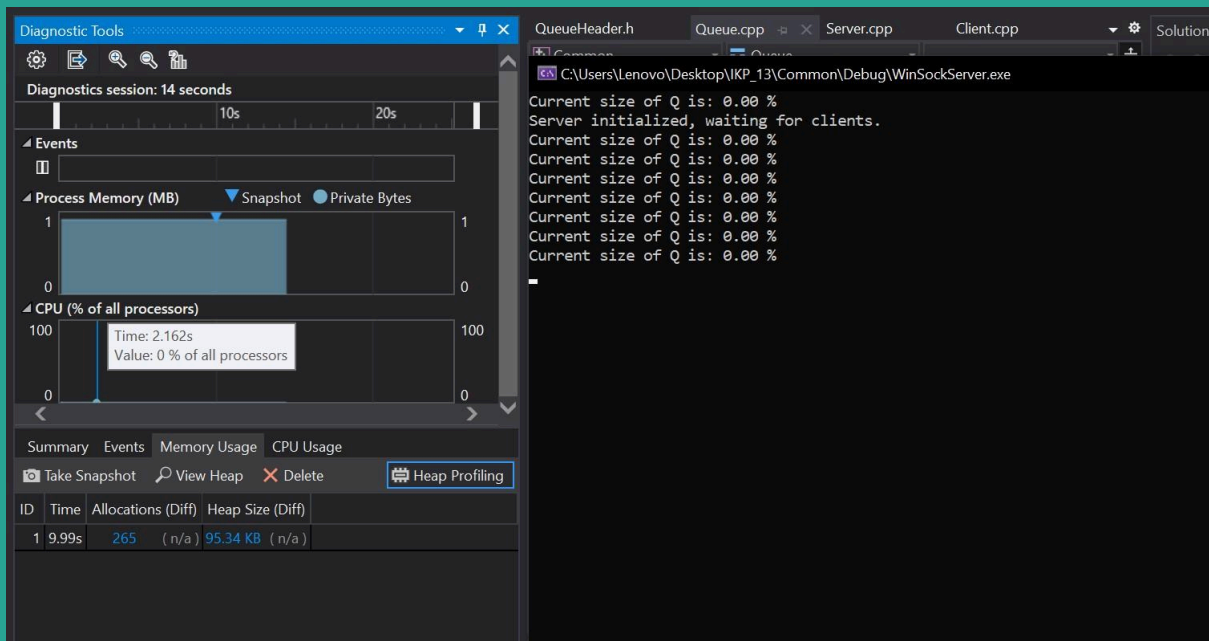 Diagnostic Tools
Diagnostics session: 14 seconds
10s 20s
Events
Process Memory (MB) Snapshot Private Bytes
1 1
0 0
CPU (% of all processors)
100 100
Time: 2.162s
Value: 0 % of all processors
0 0
Summary Events Memory Usage CPU Usage
Take Snapshot View Heap Delete Heap Profiling
ID Time Allocations (Diff) Heap Size (Diff)
1 9.99s 265 (n/a) 95.34 KB (n/a)
QueueHeader.h Queue.cpp Server.cpp Client.cpp Solution
Common Queue
C:\Users\Lenovo\Desktop\IKP_13\Common\Debug\WinSockServer.exe
Current size of Q is: 0.00 %
Server initialized, waiting for clients.
Current size of Q is: 0.00 %
Current size of Q is: 0.00 %
Current size of Q is: 0.00 %
Current size of Q is: 0.00 %
Current size of Q is: 0.00 %
Current size of Q is: 0.00 %
Current size of Q is: 0.00 %